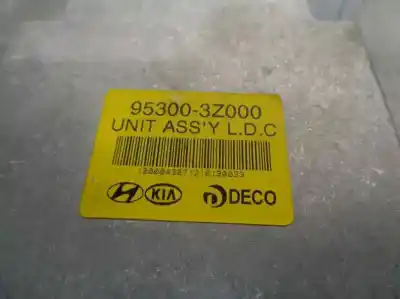 95300-3Z000
UNIT ASS'Y L.D.C
KIA DECO